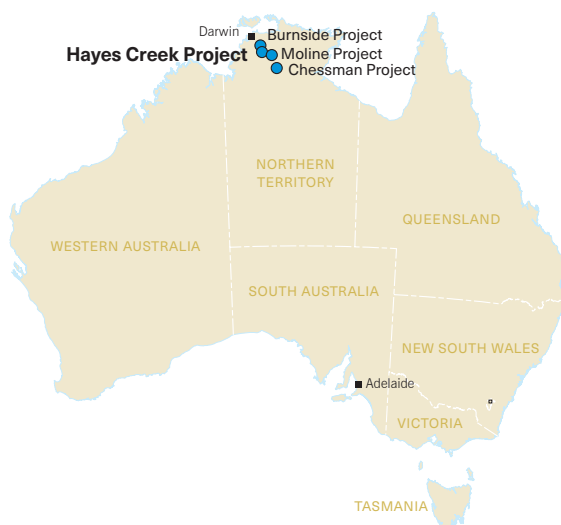 Darwin
Burnside Project
Hayes Creek Project
Moline Project
Chessman Project
NORTHERN
TERRITORY
QUEENSLAND
WESTERN AUSTRALIA
SOUTH AUSTRALIA
NEW SOUTH WALES
Adelaide
VICTORIA
TASMANIA